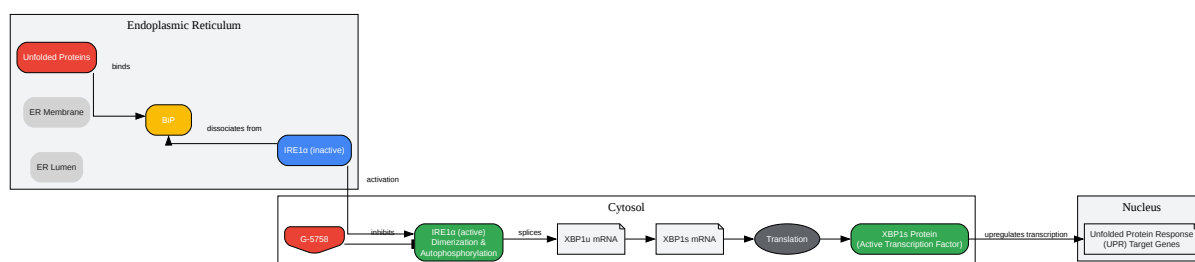 Endoplasmic Reticulum
Unfolded Proteins
binds
ER Membrane
BiP
dissociates from
IRE1α (inactive)
ER Lumen
activation
Cytosol
Nucleus
G-5758
inhibits
IRE1α (active)
Dimerization &
Autophosphorylation
splices
XBP1u mRNA
XBP1s mRNA
Translation
XBP1s Protein
(Active Transcription Factor)
upregulates transcription
Unfolded Protein Response
(UPR) Target Genes